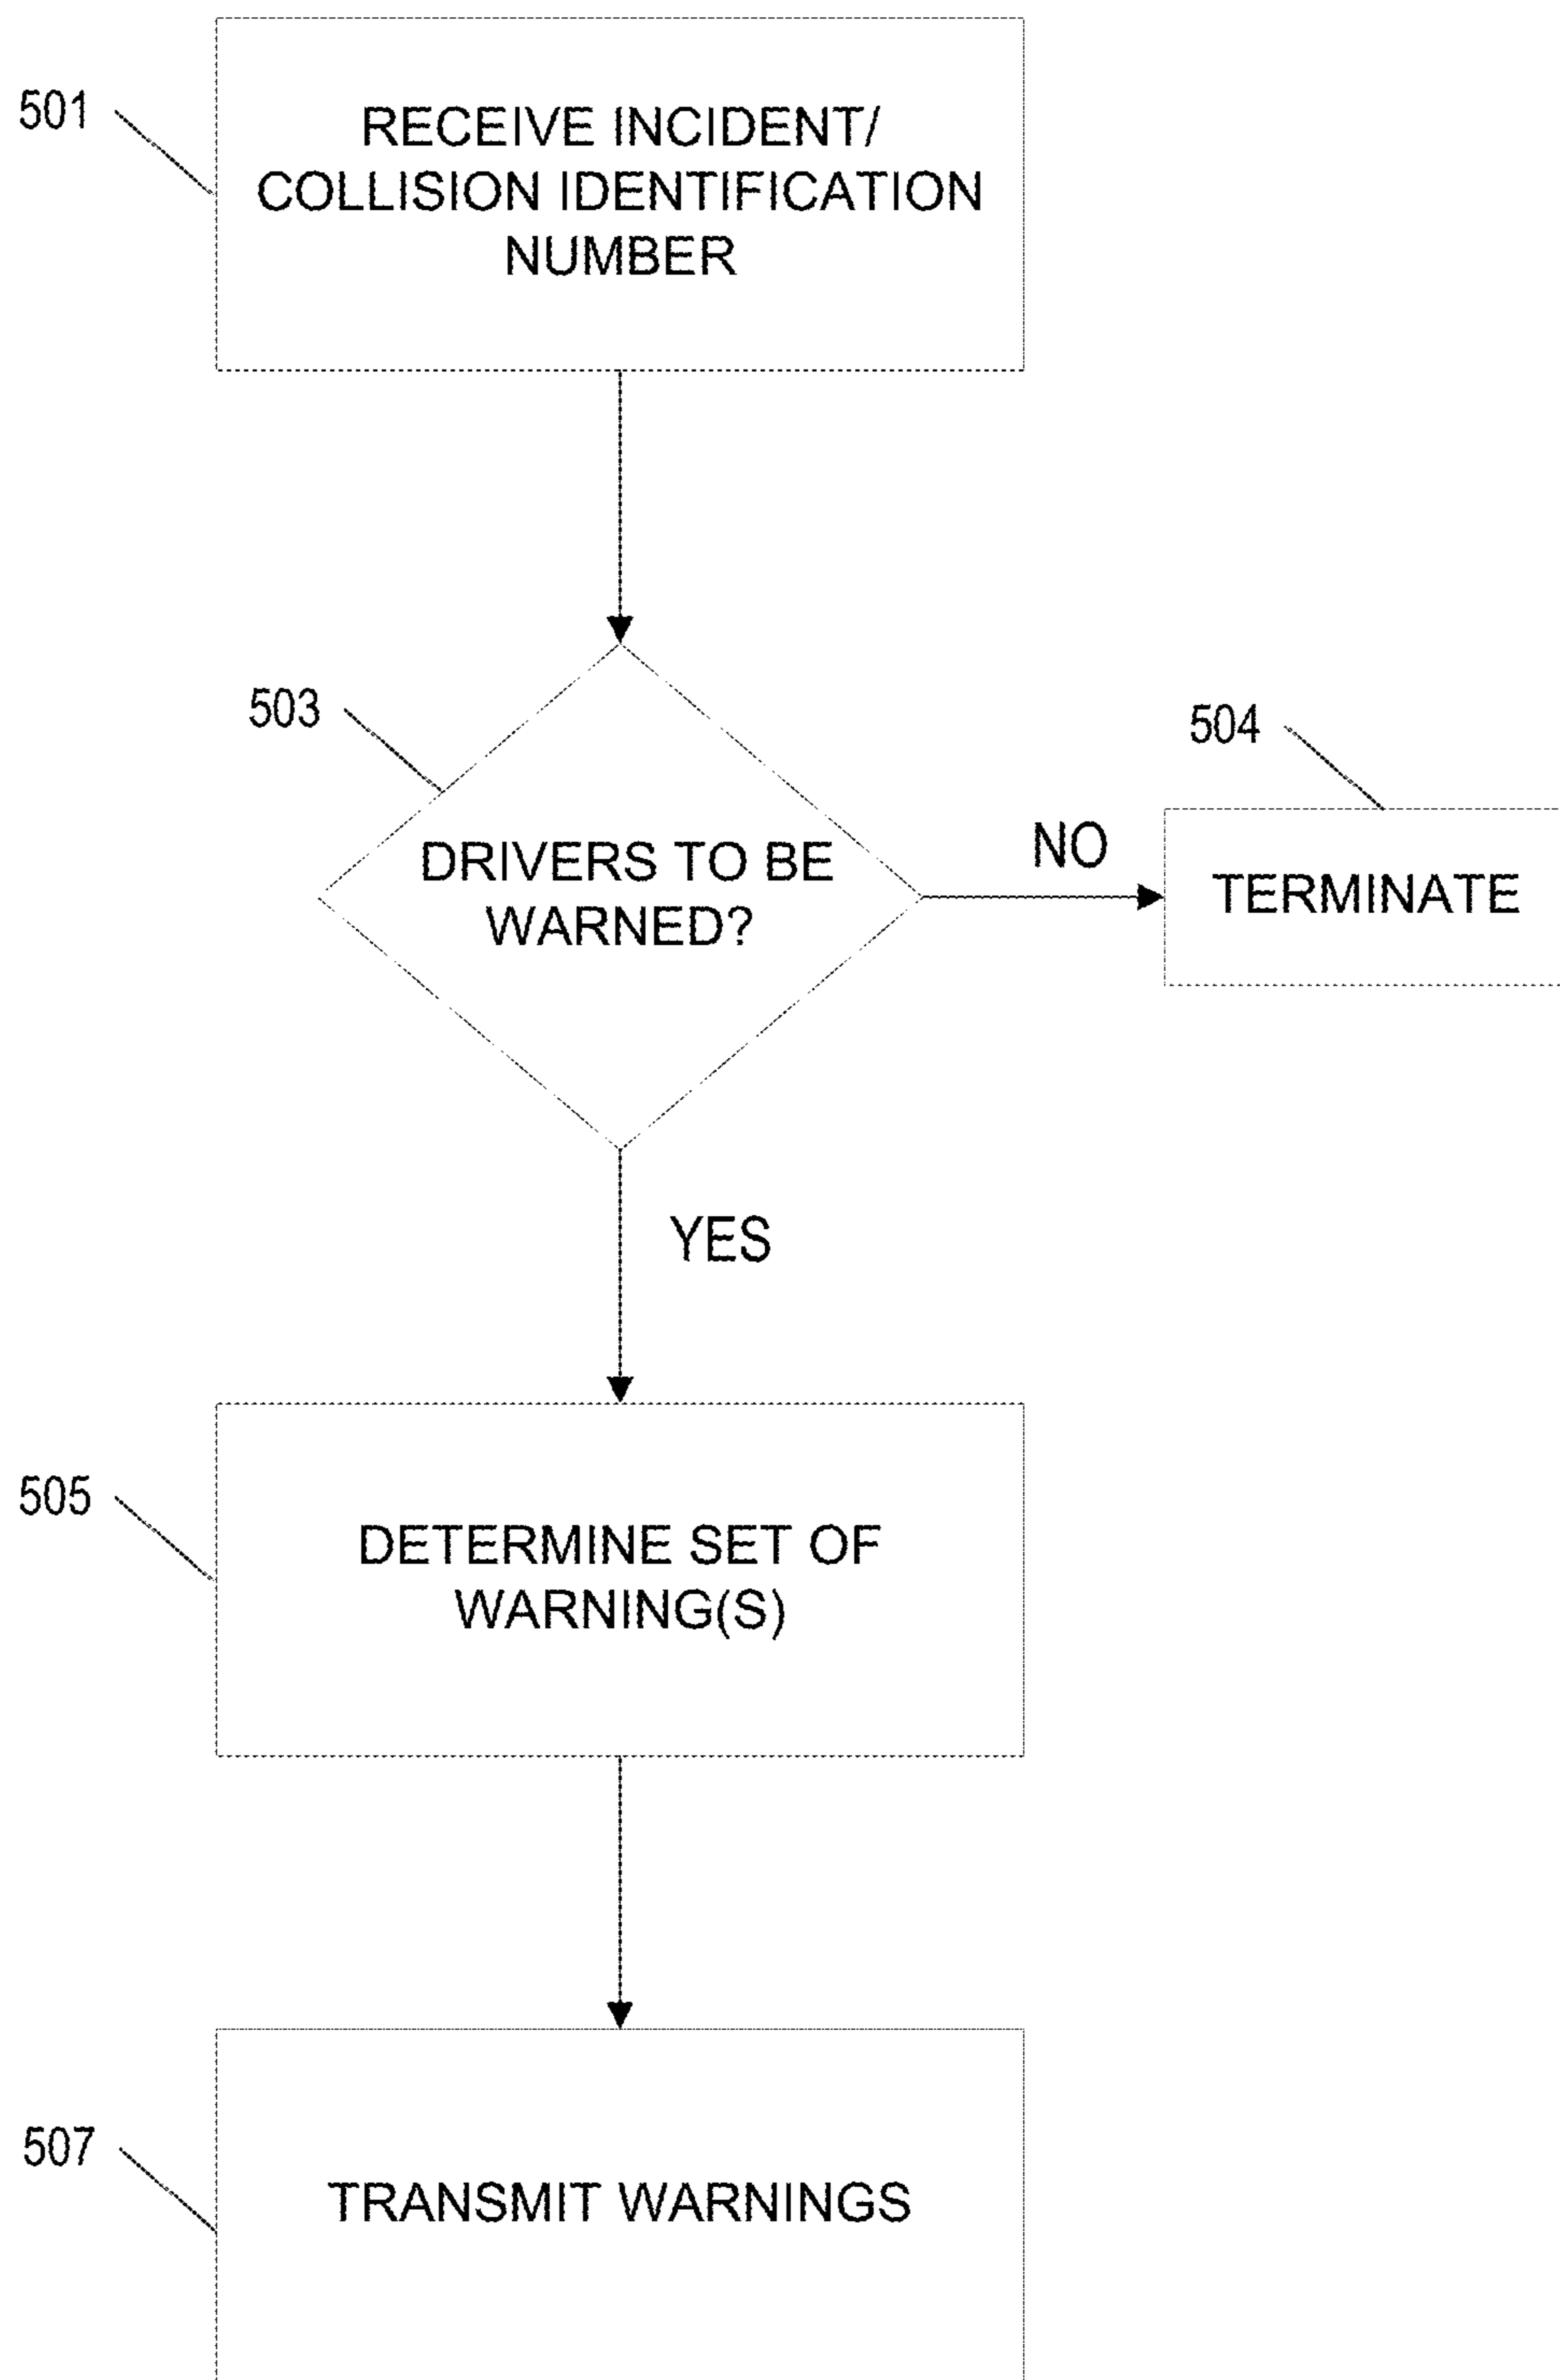 501
RECEIVE INCIDENT/
COLLISION IDENTIFICATION
NUMBER
503
DRIVERS TO BE
WARNED?
NO
504
TERMINATE
YES
505
DETERMINE SET OF
WARNING(S)
507
TRANSMIT WARNINGS